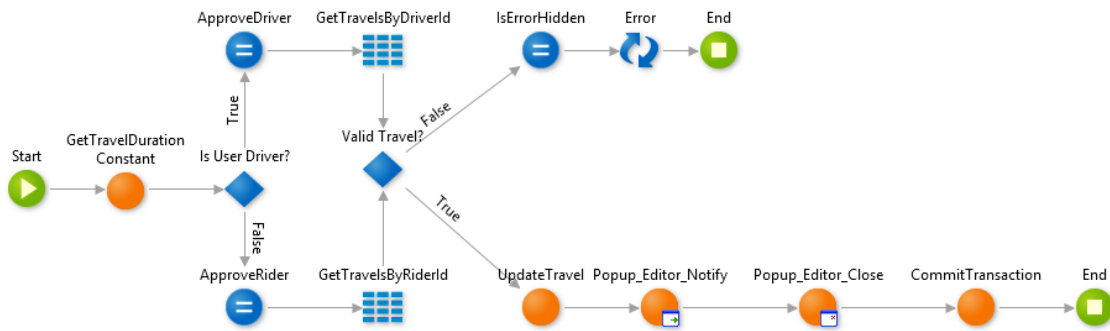 ApproveDriver
GetTravelsByDriverId
IsErrorHidden
Error
End
True
False
GetTravelDuration
Constant
Start
Is User Driver?
Valid Travel?
True
False
ApproveRider
GetTravelsByRiderId
UpdateTravel
Popup_Editor_Notify
Popup_Editor_Close
CommitTransaction
End